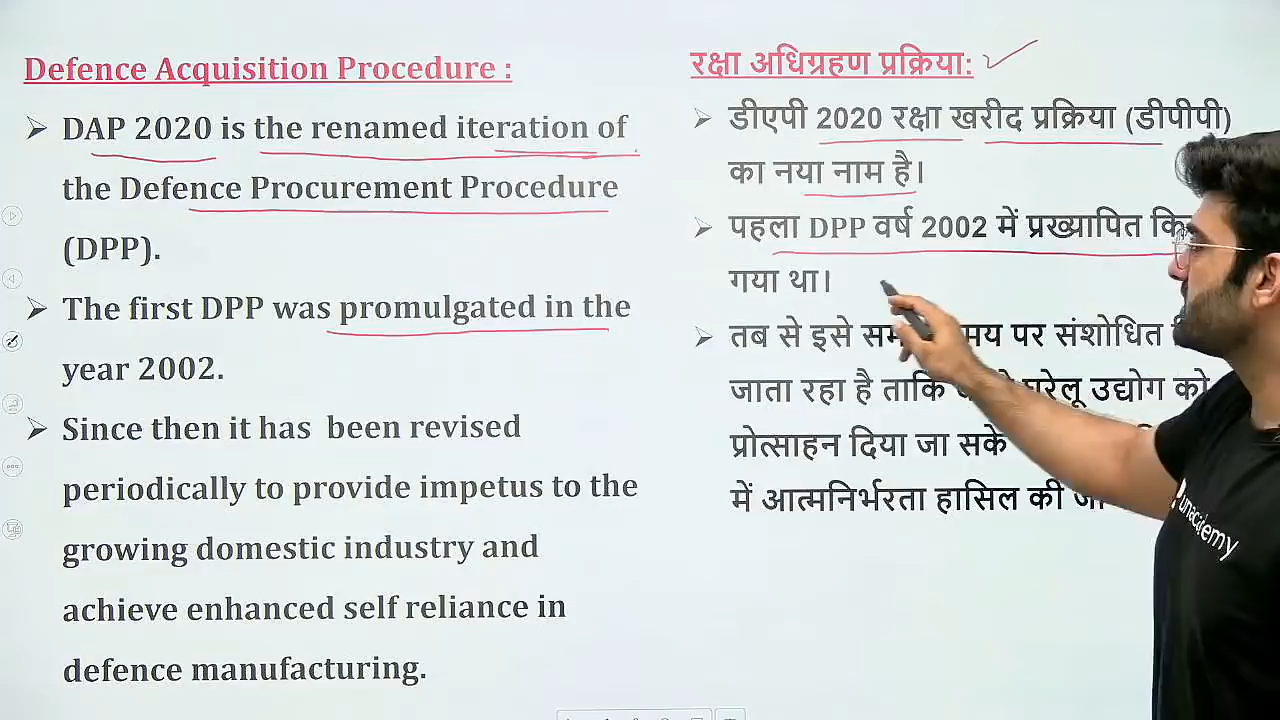 Defence Acquisition Procedure :
DAP 2020 is the renamed iteration of
the Defence Procurement Procedure
(DPP).
The first DPP was promulgated in the
year 2002.
Since then it has been revised
periodically to provide impetus to the
growing domestic industry and
achieve enhanced self reliance in
defence manufacturing.
रक्षा अधिग्रहण प्रक्रिया:
डीएपी 2020 रक्षा खरीद प्रक्रिया (डीपीपी)
का नया नाम है।
पहला DPP वर्ष 2002 में प्रख्यापित
गया था।
तब से इसे पर संशोधित
जाता रहा है ताकि घरेलू उद्योग को
प्रोत्साहन दिया जा सके
में आत्मनिर्भरता हासिल की
unacademy